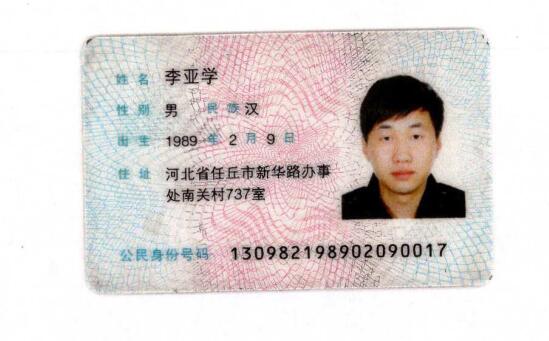 姓名 李亚学
性别 男 民族 汉
出生 1989 年 2 月 9 日
住址 河北省任丘市新华路办事
处南关村737室
公民身份号码 130982198902090017